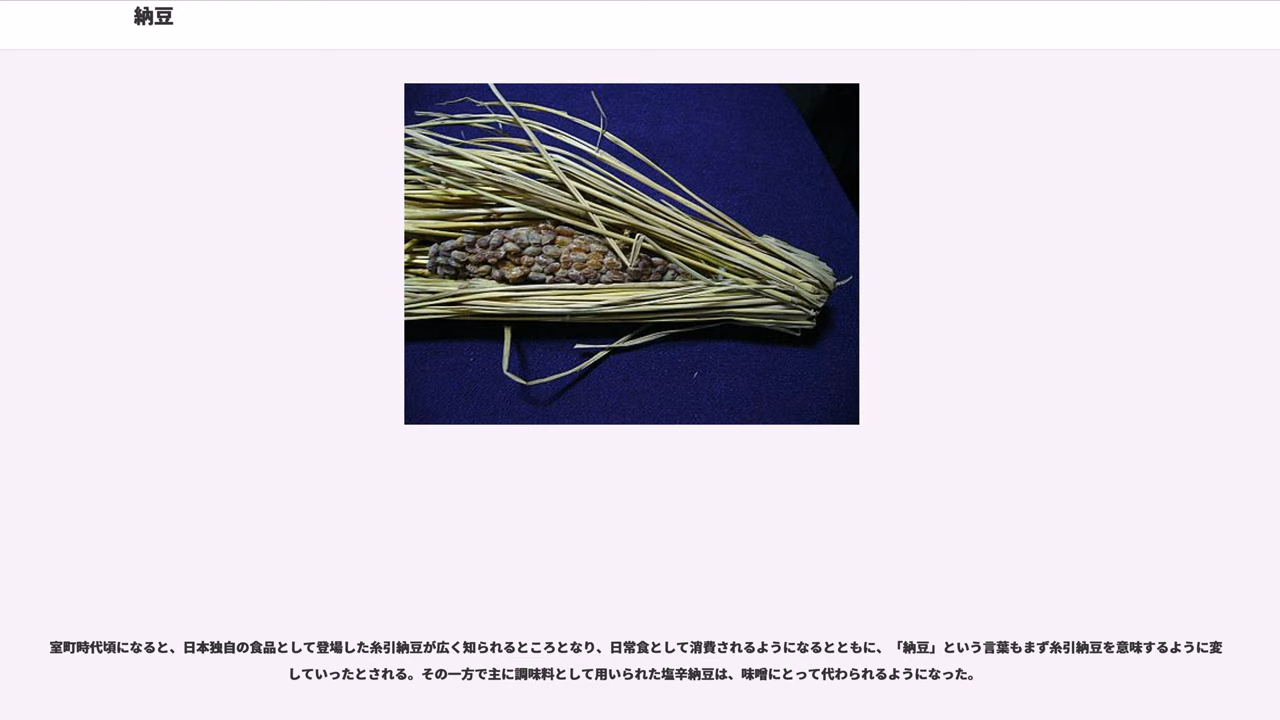 納豆
室町時代頃になると、日本独自の食品として登場した糸引納豆が広く知られるところとなり、日常食として消費されるようになるとともに、「納豆」という言葉もまず糸引納豆を意味するように変
していったとされる。その一方で主に調味料として用いられた塩辛納豆は、味噌にとって代わられるようになった。